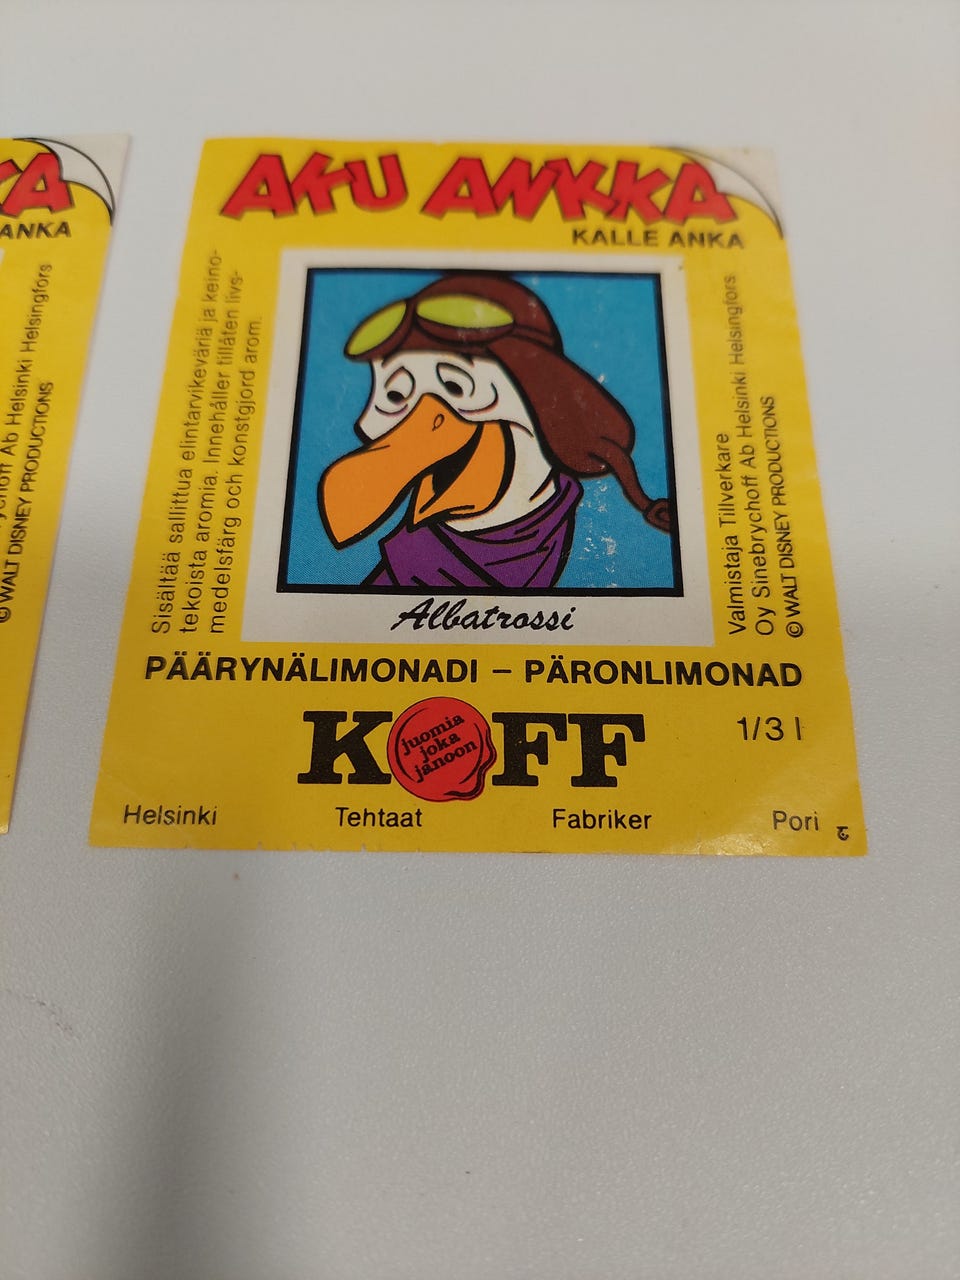 KA
ANKA
Ab Helsinki Helsingfors
© WALT DISNEY PRODUCTIONS
AKU ANKKA
KALLE ANKA
Sisältää sallittua elintarvikeväriä ja keino-
tekoista aromia. Innehåller tillåten livs-
medelsfärg och konstgjord arom.
Albatrossi
Valmistaja Tillverkare
Oy Sinebrychoff Ab Helsinki Helsingfors
© WALT DISNEY PRODUCTIONS
PÄÄRYNÄLIMONADI – PÄRONLIMONAD
KOFF
juomia
joka
janoon
1/3 l
Helsinki Tehtaat Fabriker Pori